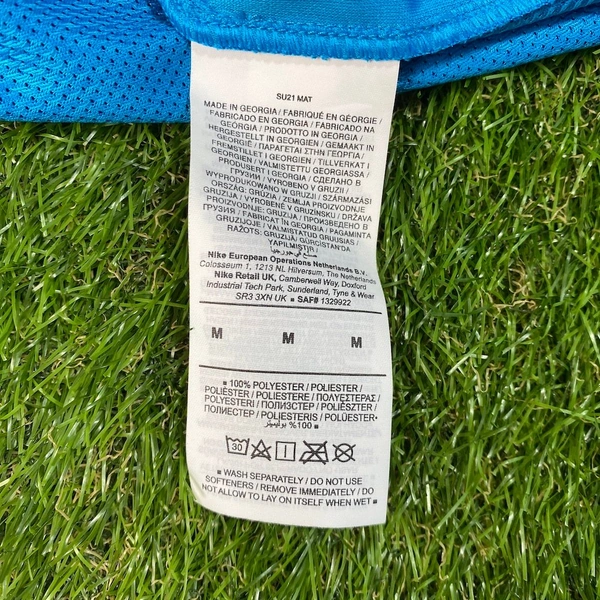 SU21 MAT
MADE IN GEORGIA / FABRIQUÉ EN GÉORGIE /
FABRICADO EN GEORGIA / FABRICADO NA
GEÓRGIA / PRODOTTO IN GEORGIA /
HERGESTELLT IN GEORGIEN / GEMAAKT IN
GEORGIË / ΠΑΡΑΓΕΤΑΙ ΣΤΗΝ ΓΕΩΡΓΙΑ /
FREMSTILLET I GEORGIEN / TILLVERKAT I
GEORGIEN / VALMISTETTU GEORGIASSA /
PRODUSERT I GEORGIA / СДЕЛАНО В
ГРУЗИИ / VYROBENO V GRUZII /
WYPRODUKOWANO W GRUZJI / SZÁRMAZÁSI
ORSZÁG: GRÚZIA / ZEMLJA PROIZVODNJE
GRUZIJA / VYROBENÉ V GRUZÍNSKU / DRŽAVA
PROIZVODNJE: GRUZIJA / ПРОИЗВЕДЕНО В
ГРУЗИЯ / FABRICAT ÎN GEORGIA / PAGAMINTA
GRUZIJOJE / VALMISTATUD GRUUSIAS /
RAŽOTS: GRUZIJĀ GÜRCİSTAN'DA
YAPILMIŞTIR / صنع في جورجيا
Nike European Operations Netherlands B.V.
Colosseum 1, 1213 NL Hilversum, The Netherlands
Nike Retail UK, Camberwell Way, Doxford
Industrial Tech Park, Sunderland, Tyne & Wear
SR3 3XN UK ■ SAF# 1329922
M M M
■ 100% POLYESTER / POLIESTER /
POLIÉSTER / POLIESTERE / ΠΟΛΥΕΣΤΕΡΑΣ /
POLYESTERI / ПОЛИЭСТЕР / POLIÉSZTER /
ПОЛИЕСТЕР / POLIESTERIS / POLÜESTER•
■ 100% بوليستر
30
■ WASH SEPARATELY / DO NOT USE
SOFTENERS / REMOVE IMMEDIATELY / DO
NOT ALLOW TO LAY ON ITSELF WHEN WET ■